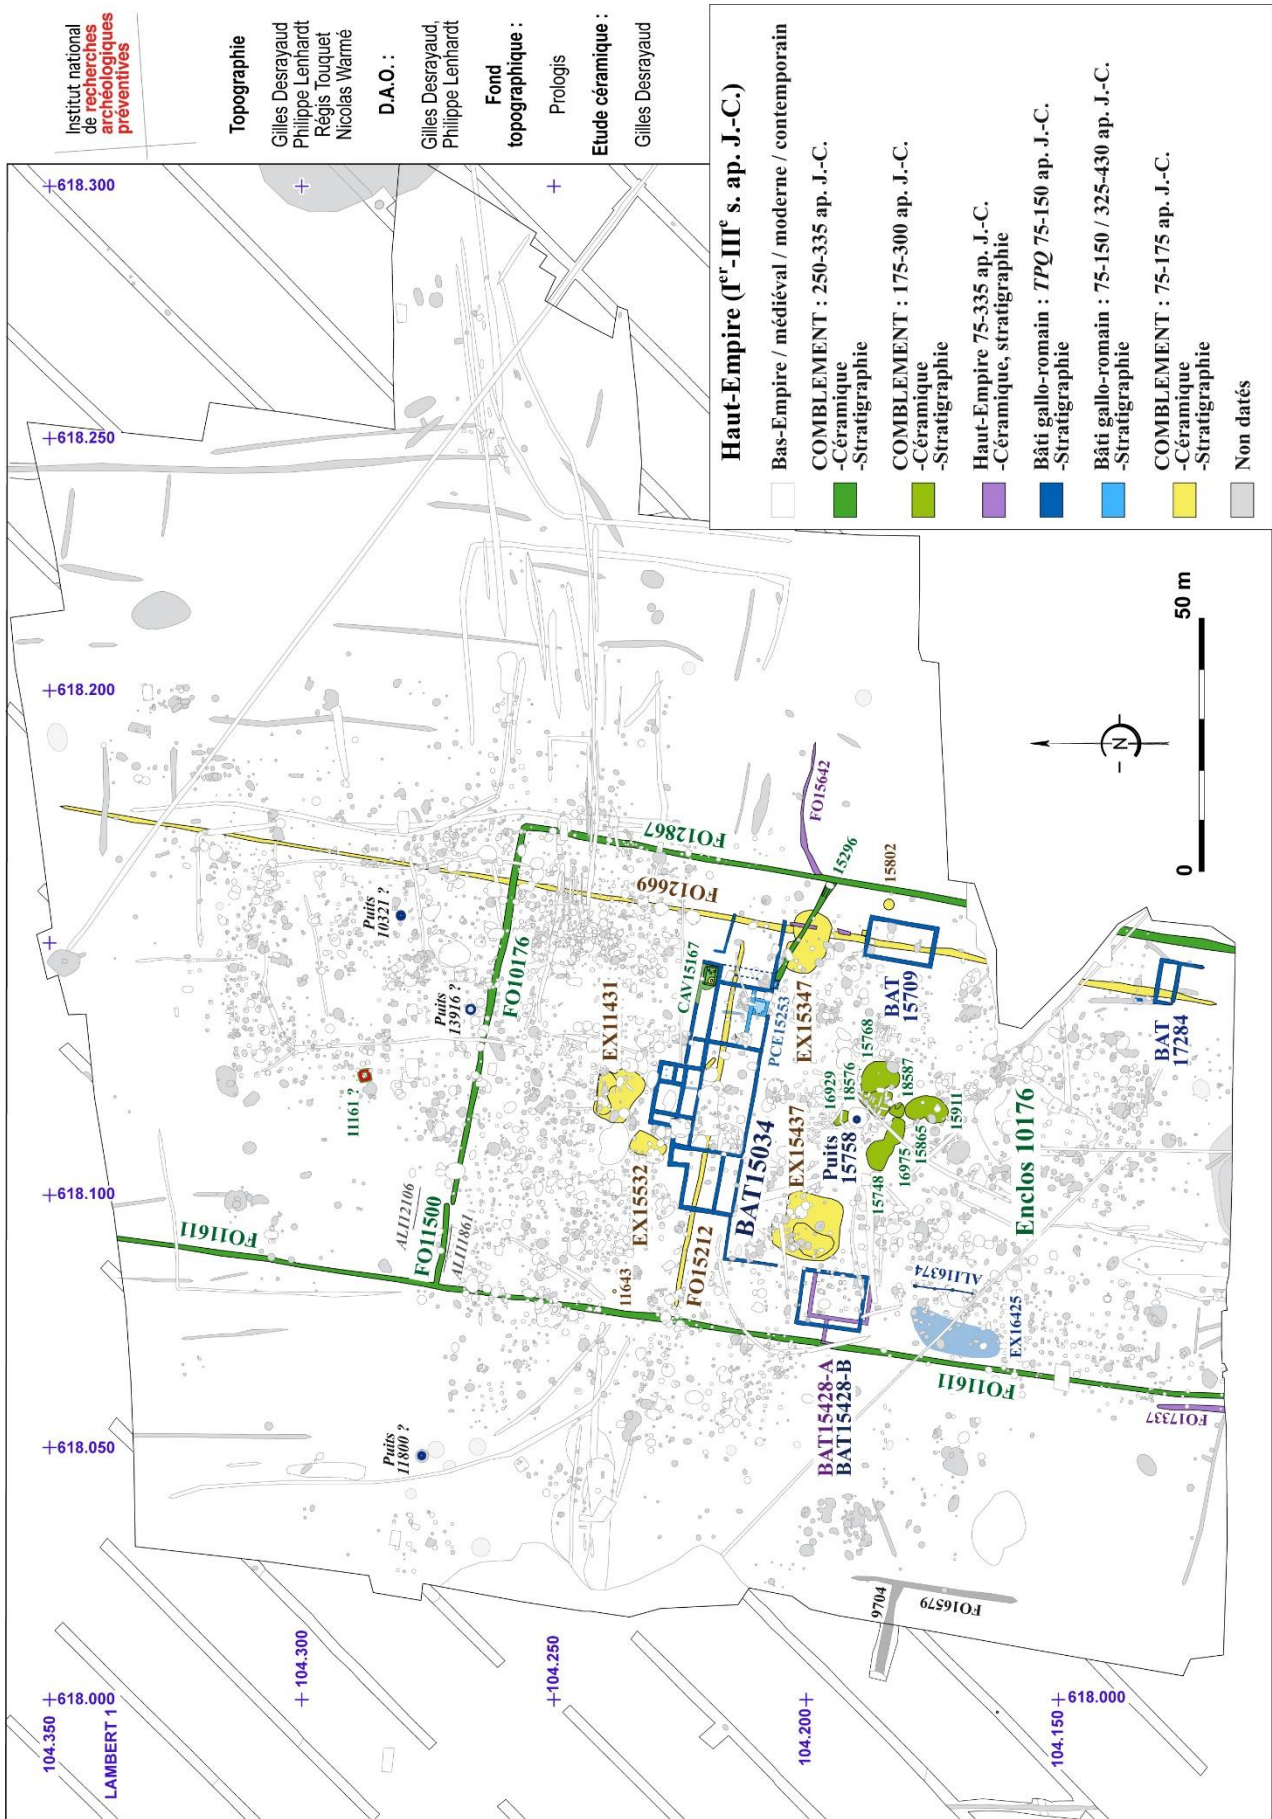 Institut national
de recherches
archéologiques
préventives
Topographie
Gilles Desrayaud
Philippe Lenhardt
Régis Touquet
Nicolas Warmé
D.A.O. :
Gilles Desrayaud,
Philippe Lenhardt
Fond
topographique :
Prologis
Etude céramique :
Gilles Desrayaud
Haut-Empire (Ier-IIIe s. ap. J.-C.)
Bas-Empire / médiéval / moderne / contemporain
COMBLEMENT : 250-335 ap. J.-C.
-Céramique
-Stratigraphie
COMBLEMENT : 175-300 ap. J.-C.
-Céramique
-Stratigraphie
Haut-Empire 75-335 ap. J.-C.
-Céramique, stratigraphie
Bâti gallo-romain : TPQ 75-150 ap. J.-C.
-Stratigraphie
Bâti gallo-romain : 75-150 / 325-430 ap. J.-C.
-Stratigraphie
COMBLEMENT : 75-175 ap. J.-C.
-Céramique
-Stratigraphie
Non datés
618.300
618.250
618.200
618.100
618.050
618.000
104.350
LAMBERT 1
104.300
104.250
104.200
104.150
618.000
0
50 m
- N -
Puits
10321 ?
Puits
13916 ?
11161 ?
FO10176
FO12867
FO12669
FO11611
ALI12106
FO11500
ALI11861
Puits
11800 ?
EX11431
EX15532
11643
FO15212
CAV15167
PCE15253
BAT15034
EX15347
15296
FO15642
15802
BAT
15709
EX15437
Puits
15758
16929
18576
15768
18587
15748
16975
15865
15911
BAT
17284
Enclos 10176
ALI16374
EX16425
BAT15428-A
BAT15428-B
FO11611
FO17337
9704
FO16579